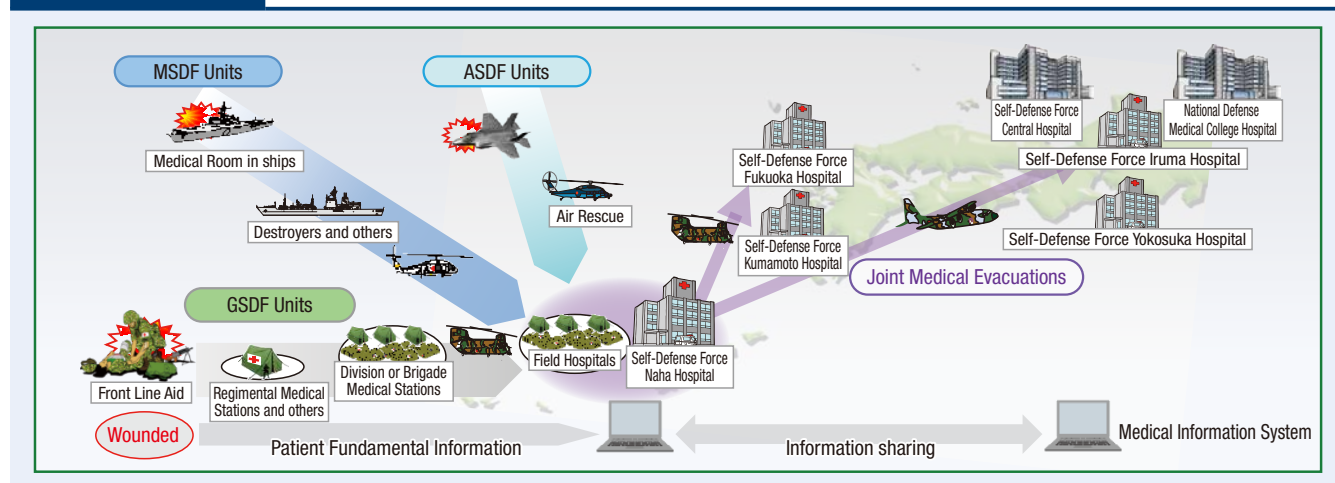 MSDF Units
Medical Room in ships
Destroyers and others
ASDF Units
Air Rescue
GSDF Units
Front Line Aid
Regimental Medical
Stations and others
Division or Brigade
Medical Stations
Field Hospitals
Self-Defense Force
Naha Hospital
Self-Defense Force
Fukuoka Hospital
Self-Defense Force
Kumamoto Hospital
Self-Defense Force
Central Hospital
National Defense
Medical College Hospital
Self-Defense Force Iruma Hospital
Self-Defense Force Yokosuka Hospital
Joint Medical Evacuations
Wounded
Patient Fundamental Information
Information sharing
Medical Information System